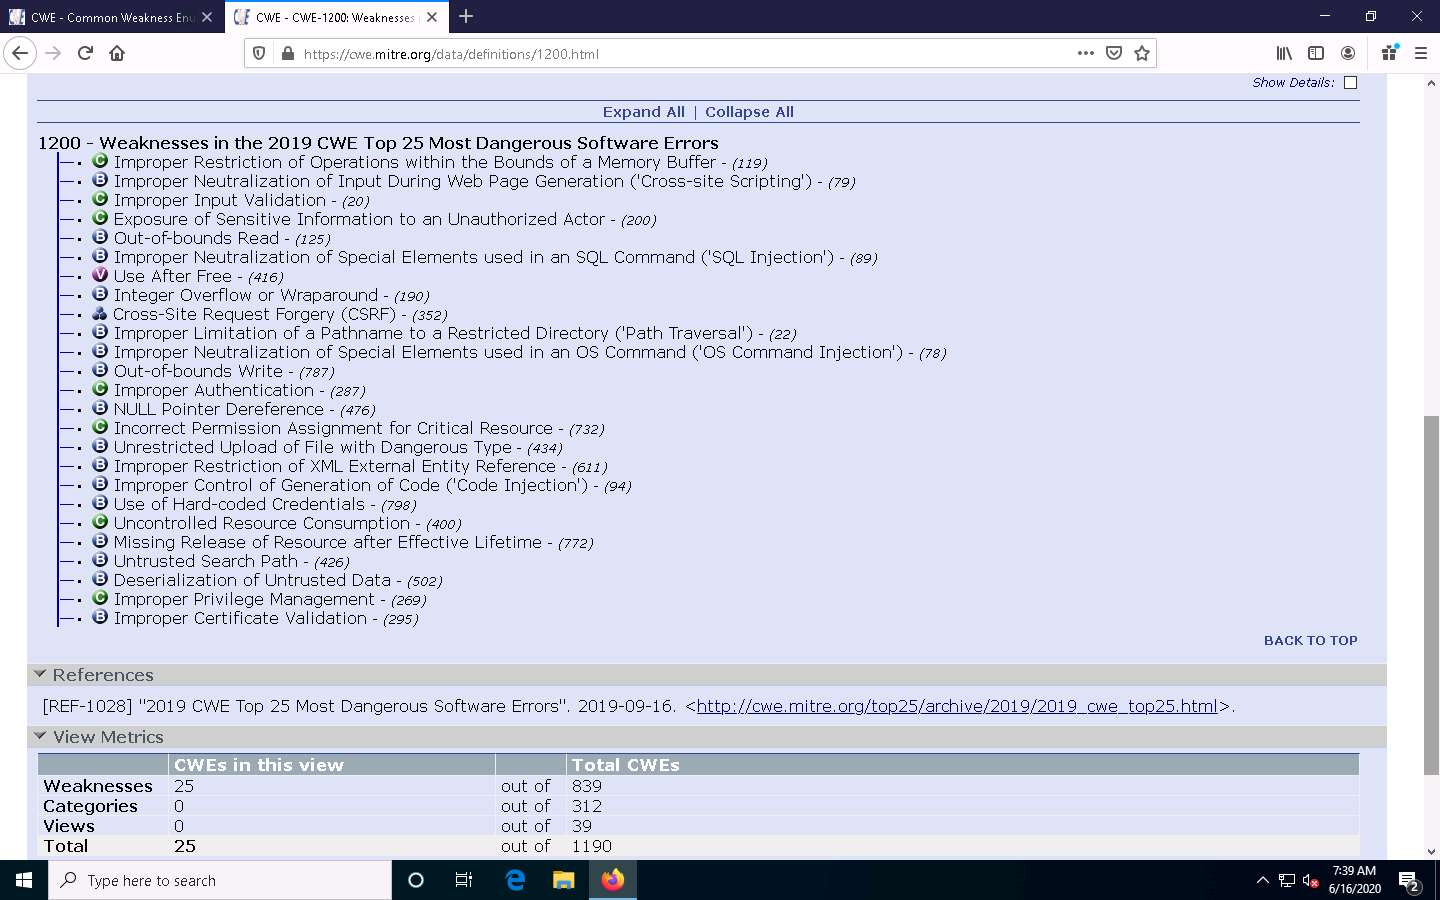 CWE - Common Weakness Enu
CWE - CWE-1200: Weaknesses
https://cwe.mitre.org/data/definitions/1200.html
Show Details:
Expand All | Collapse All
1200 - Weaknesses in the 2019 CWE Top 25 Most Dangerous Software Errors
C Improper Restriction of Operations within the Bounds of a Memory Buffer - (119)
B Improper Neutralization of Input During Web Page Generation ('Cross-site Scripting') - (79)
C Improper Input Validation - (20)
C Exposure of Sensitive Information to an Unauthorized Actor - (200)
B Out-of-bounds Read - (125)
B Improper Neutralization of Special Elements used in an SQL Command ('SQL Injection') - (89)
V Use After Free - (416)
B Integer Overflow or Wraparound - (190)
Cross-Site Request Forgery (CSRF) - (352)
B Improper Limitation of a Pathname to a Restricted Directory ('Path Traversal') - (22)
B Improper Neutralization of Special Elements used in an OS Command ('OS Command Injection') - (78)
B Out-of-bounds Write - (787)
C Improper Authentication - (287)
B NULL Pointer Dereference - (476)
C Incorrect Permission Assignment for Critical Resource - (732)
B Unrestricted Upload of File with Dangerous Type - (434)
B Improper Restriction of XML External Entity Reference - (611)
B Improper Control of Generation of Code ('Code Injection') - (94)
B Use of Hard-coded Credentials - (798)
C Uncontrolled Resource Consumption - (400)
B Missing Release of Resource after Effective Lifetime - (772)
B Untrusted Search Path - (426)
B Deserialization of Untrusted Data - (502)
C Improper Privilege Management - (269)
B Improper Certificate Validation - (295)
BACK TO TOP
References
[REF-1028] "2019 CWE Top 25 Most Dangerous Software Errors". 2019-09-16. <http://cwe.mitre.org/top25/archive/2019/2019_cwe_top25.html>.
View Metrics
CWEs in this view Total CWEs
Weaknesses 25 out of 839
Categories 0 out of 312
Views 0 out of 39
Total 25 out of 1190
Type here to search
7:39 AM
6/16/2020
2